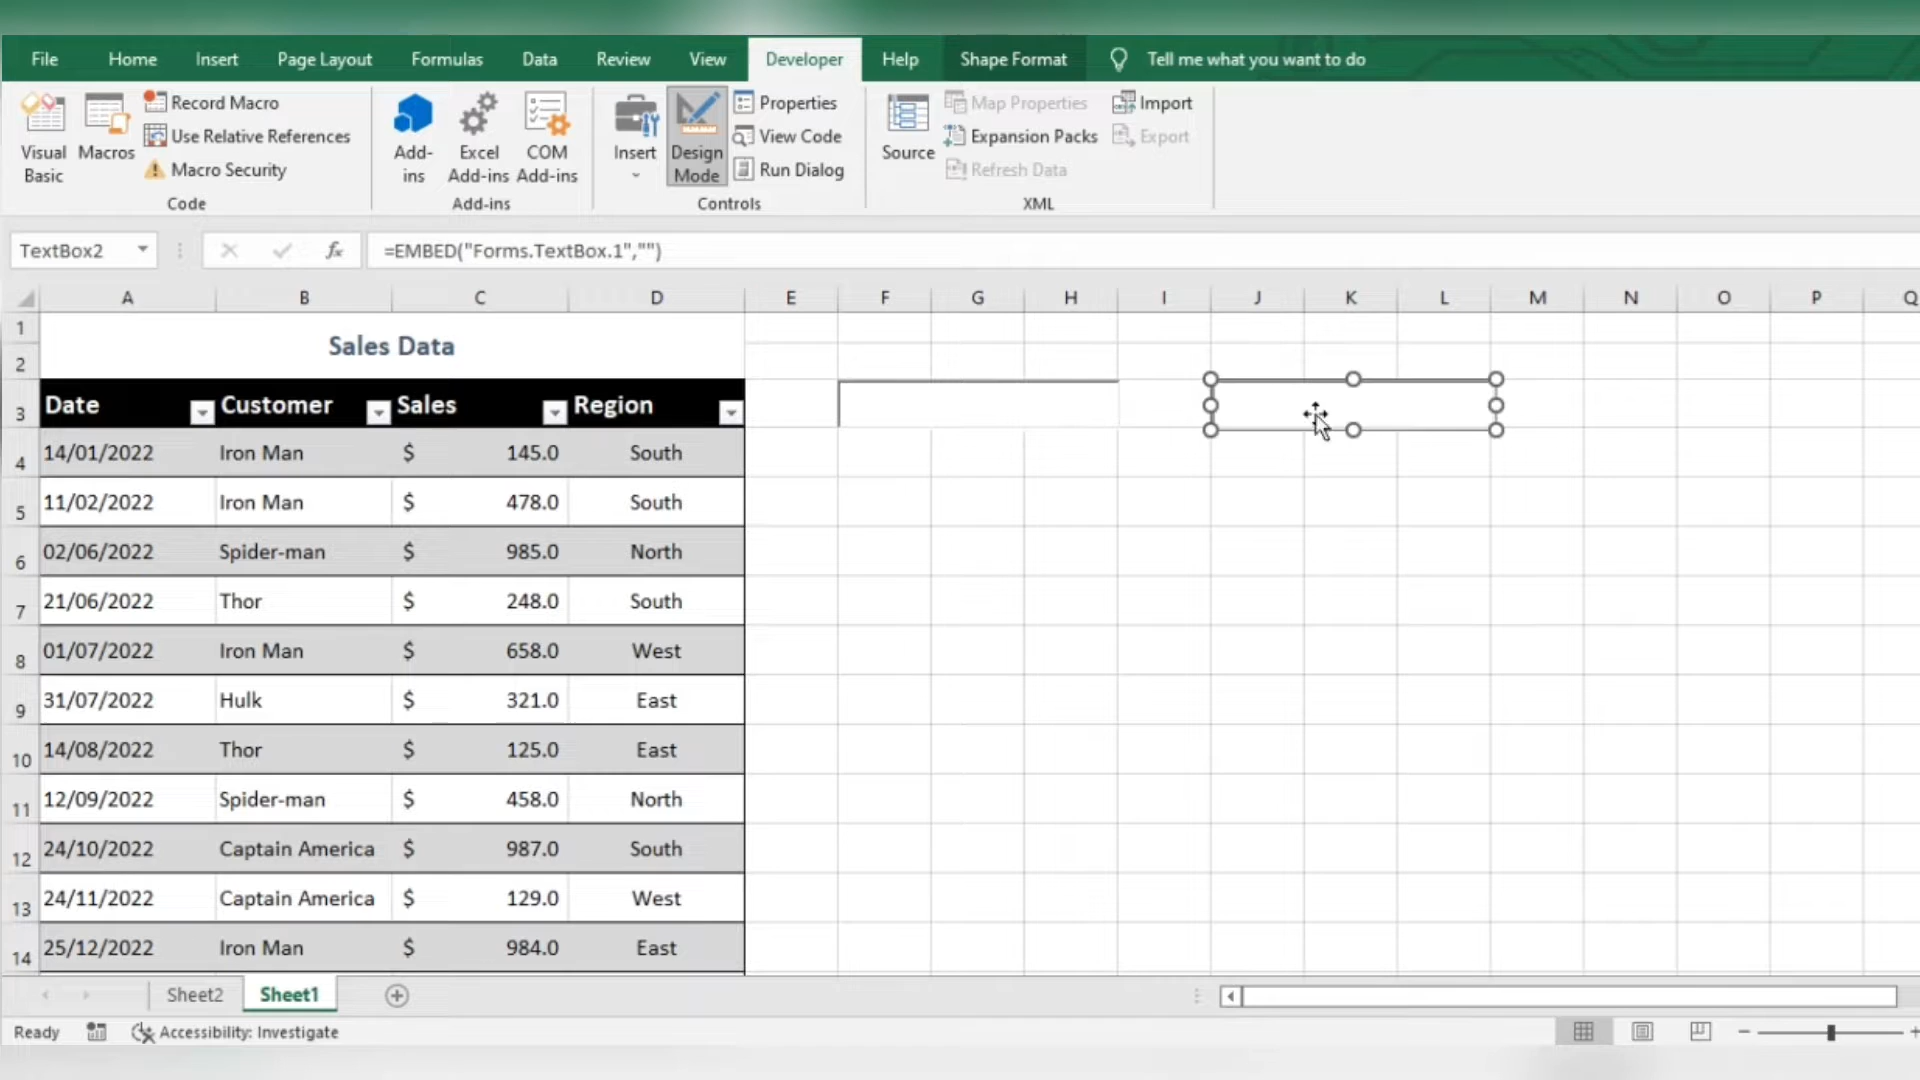 File Home Insert Page Layout Formulas Data Review View Developer Help Shape Format Tell me what you want to do
Visual Basic
Macros
Record Macro
Use Relative References
Macro Security
Code
Add-ins
Excel Add-ins
COM Add-ins
Add-ins
Insert
Design Mode
Properties
View Code
Run Dialog
Controls
Source
Map Properties
Expansion Packs
Refresh Data
Import
Export
XML
TextBox2 fx =EMBED("Forms.TextBox.1","")
A B C D E F G H I J K L M N O P Q
1
Sales Data
2
3 Date Customer Sales Region
4 14/01/2022 Iron Man $ 145.0 South
5 11/02/2022 Iron Man $ 478.0 South
6 02/06/2022 Spider-man $ 985.0 North
7 21/06/2022 Thor $ 248.0 South
8 01/07/2022 Iron Man $ 658.0 West
9 31/07/2022 Hulk $ 321.0 East
10 14/08/2022 Thor $ 125.0 East
11 12/09/2022 Spider-man $ 458.0 North
12 24/10/2022 Captain America $ 987.0 South
13 24/11/2022 Captain America $ 129.0 West
14 25/12/2022 Iron Man $ 984.0 East
Sheet2 Sheet1
Ready Accessibility: Investigate